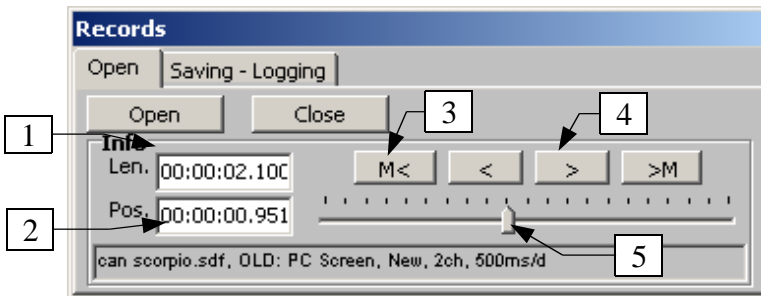 Records
Open Saving - Logging
Open Close 3 4
1 Info
Len. 00:00:02.100 M< < > >M
2 Pos. 00:00:00.951
5
can scorpio.sdf, OLD: PC Screen, New, 2ch, 500ms/d